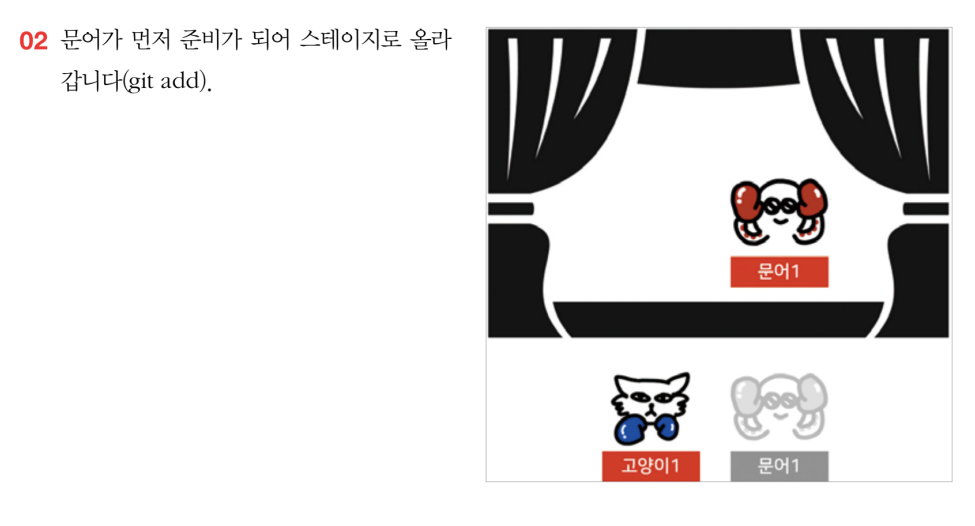 02 문어가 먼저 준비가 되어 스테이지로 올라
갑니다(git add).
문어1
고양이1
문어1